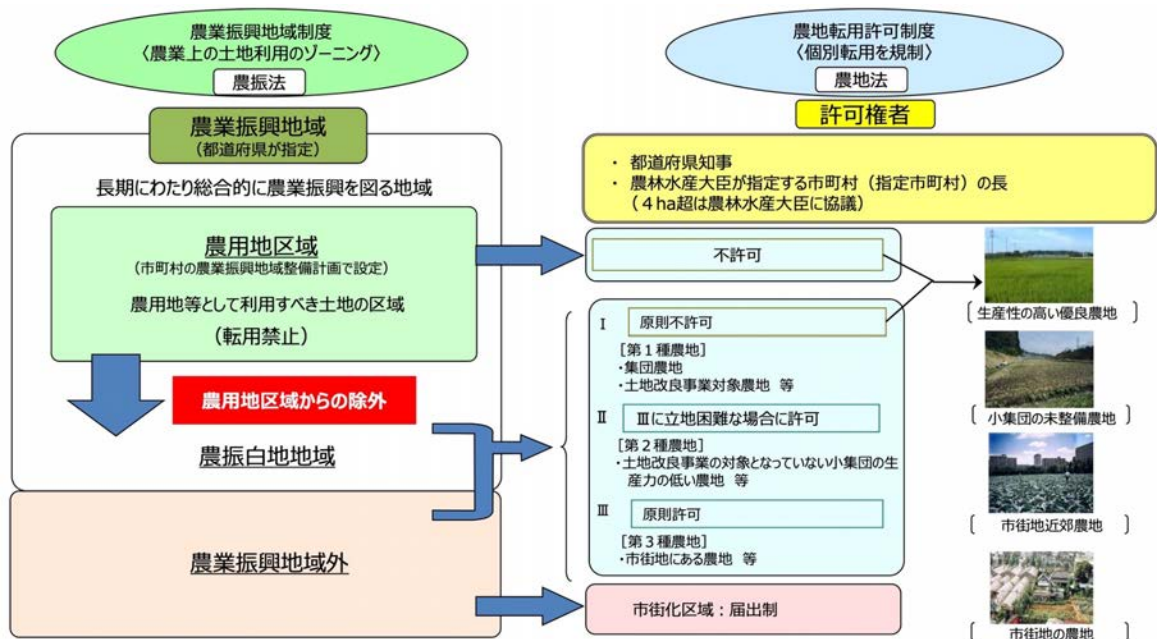 農業振興地域制度
〈農業上の土地利用のゾーニング〉
農振法
農業振興地域
(都道府県が指定)
長期にわたり総合的に農業振興を図る地域
農用地区域
(市町村の農業振興地域整備計画で設定)
農用地等として利用すべき土地の区域
(転用禁止)
農用地区域からの除外
農振白地地域
農業振興地域外
農地転用許可制度
〈個別転用を規制〉
農地法
許可権者
・ 都道府県知事
・ 農林水産大臣が指定する市町村（指定市町村）の長
（４ha超は農林水産大臣に協議）
不許可
Ⅰ 原則不許可
［第１種農地］
・集団農地
・土地改良事業対象農地 等
Ⅱ Ⅲに立地困難な場合に許可
［第２種農地］
・土地改良事業の対象となっていない小集団の生
産力の低い農地 等
Ⅲ 原則許可
［第３種農地］
・市街地にある農地 等
市街化区域：届出制
〔 生産性の高い優良農地 〕
〔 小集団の未整備農地 〕
〔 市街地近郊農地 〕
市街地の農地